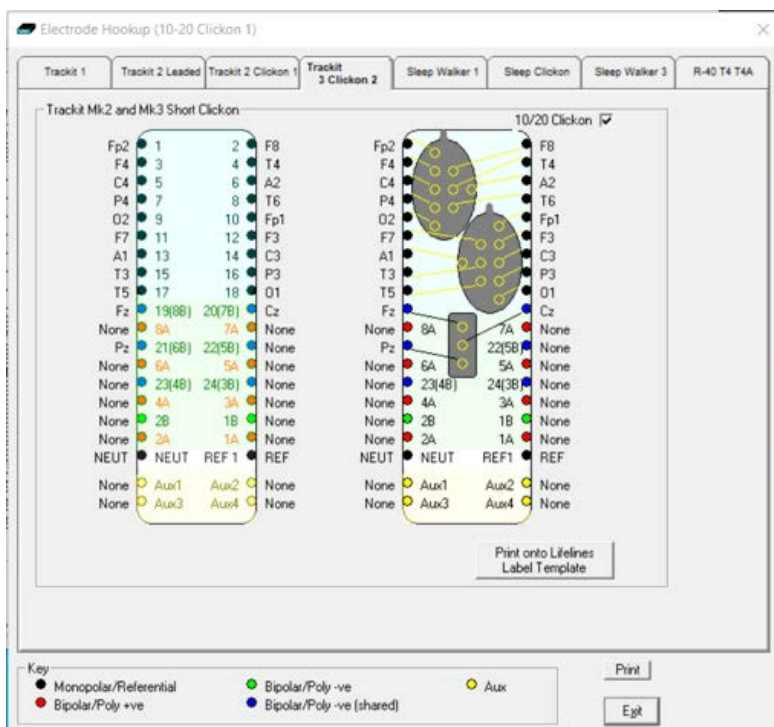 Electrode Hookup (10-20 Clickon 1)
Trackit 1 Trackit 2 Leaded Trackit 2 Clickon 1 Trackit 3 Clickon 2 Sleep Walker 1 Sleep Clickon Sleep Walker 3 R-40 T4 T4A
Trackit Mk2 and Mk3 Short Clickon
10/20 Clickon
Fp2 1 2 F8 Fp2 F8
F4 3 4 T4 F4 T4
C4 5 6 A2 C4 A2
P4 7 8 T6 P4 T6
O2 9 10 Fp1 O2 Fp1
F7 11 12 F3 F7 F3
A1 13 14 C3 A1 C3
T3 15 16 P3 T3 P3
T5 17 18 O1 T5 O1
Fz 19(8B) 20(7B) Cz Fz Cz
None 8A 7A None None 8A 7A None
Pz 21(6B) 22(5B) None Pz 22(5B) None
None 6A 5A None None 6A 5A None
None 23(4B) 24(3B) None None 23(4B) 24(3B) None
None 4A 3A None None 4A 3A None
None 2B 1B None None 2B 1B None
None 2A 1A None None 2A 1A None
NEUT NEUT REF 1 REF NEUT NEUT REF1 REF
None Aux1 Aux2 None None Aux1 Aux2 None
None Aux3 Aux4 None None Aux3 Aux4 None
Print onto Lifelines
Label Template
Key
Monopolar/Referential Bipolar/Poly -ve Aux
Bipolar/Poly +ve Bipolar/Poly -ve (shared)
Print
Exit